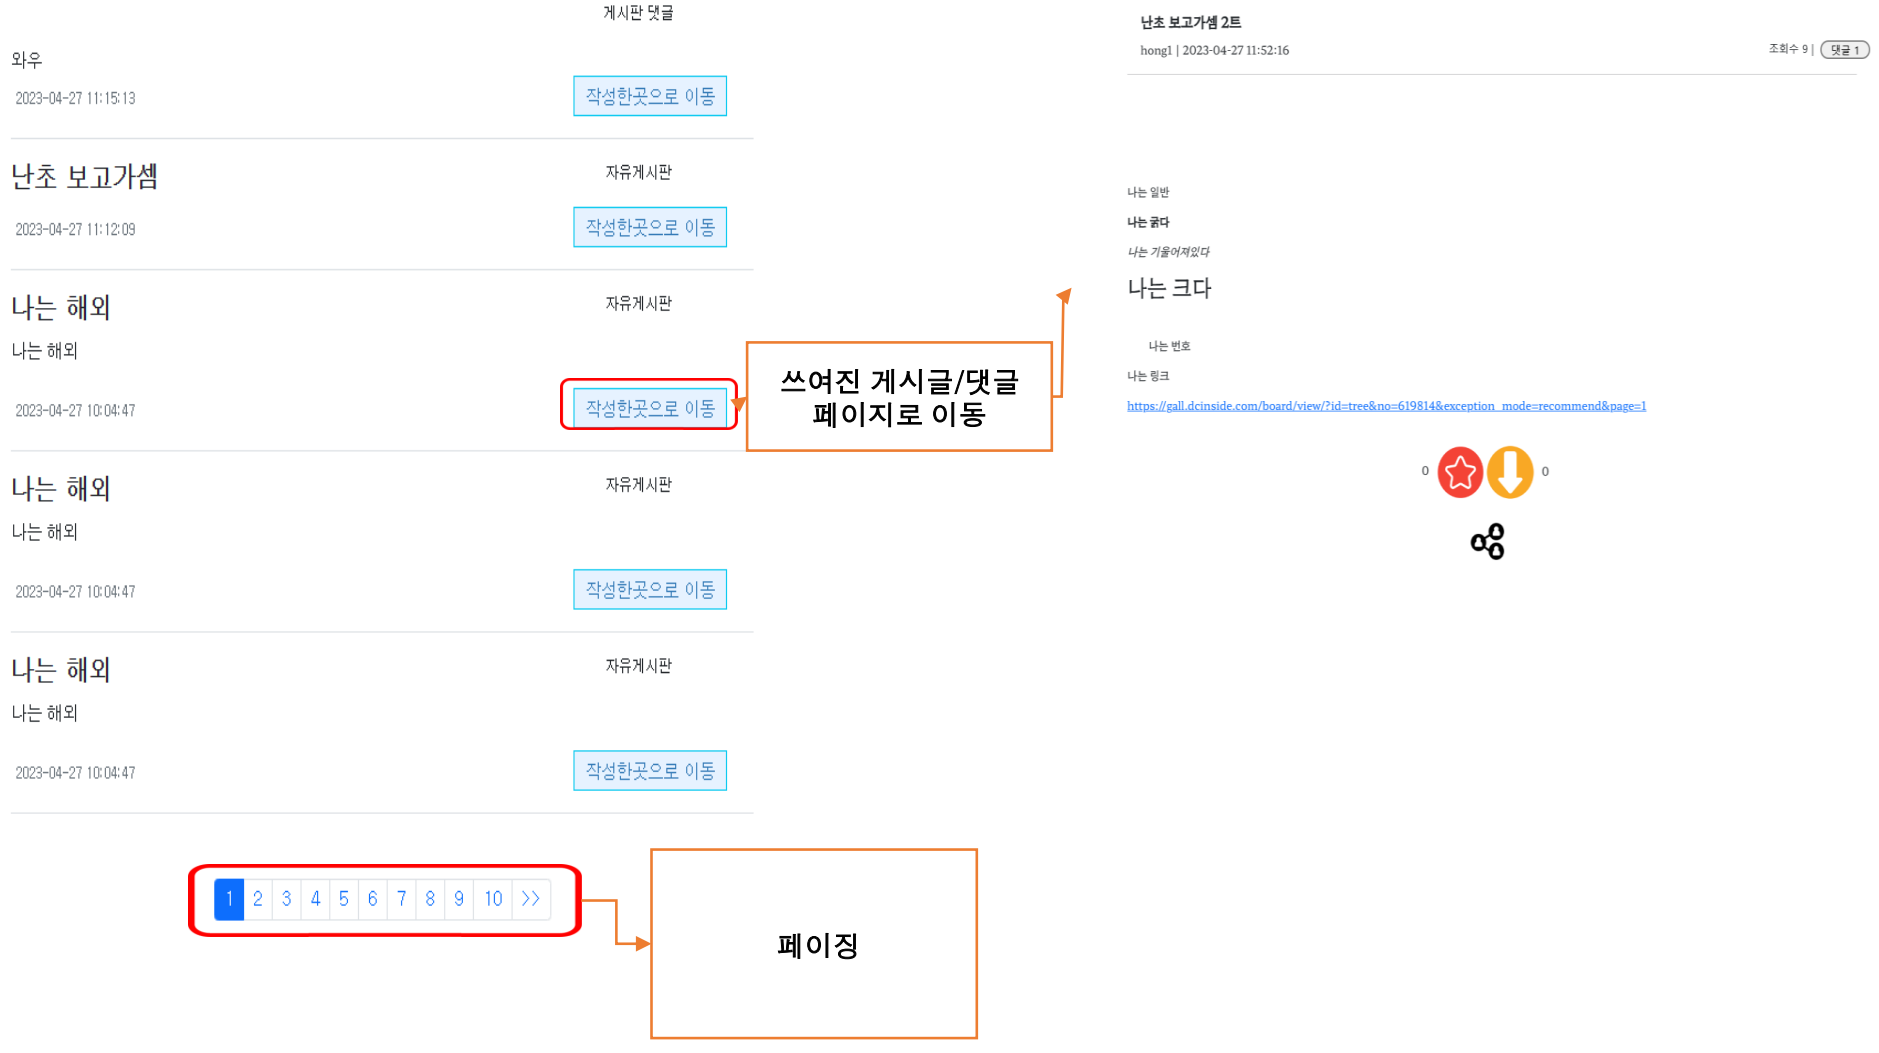 게시판 댓글
와우
2023-04-27 11:15:13
작성한곳으로 이동
난초 보고가셈
자유게시판
2023-04-27 11:12:09
작성한곳으로 이동
나는 해외
자유게시판
나는 해외
2023-04-27 10:04:47
작성한곳으로 이동
쓰여진 게시글/댓글
페이지로 이동
나는 해외
자유게시판
나는 해외
2023-04-27 10:04:47
작성한곳으로 이동
나는 해외
자유게시판
나는 해외
2023-04-27 10:04:47
작성한곳으로 이동
1 2 3 4 5 6 7 8 9 10 >>
페이징
난초 보고가셈 2트
hong1 | 2023-04-27 11:52:16
조회수 9 | 댓글 1
나는 일반
나는 굵다
나는 기울어져있다
나는 크다
나는 번호
나는 링크
https://gall.dcinside.com/board/view/?id=tree&no=619814&exception_mode=recommend&page=1
0 0